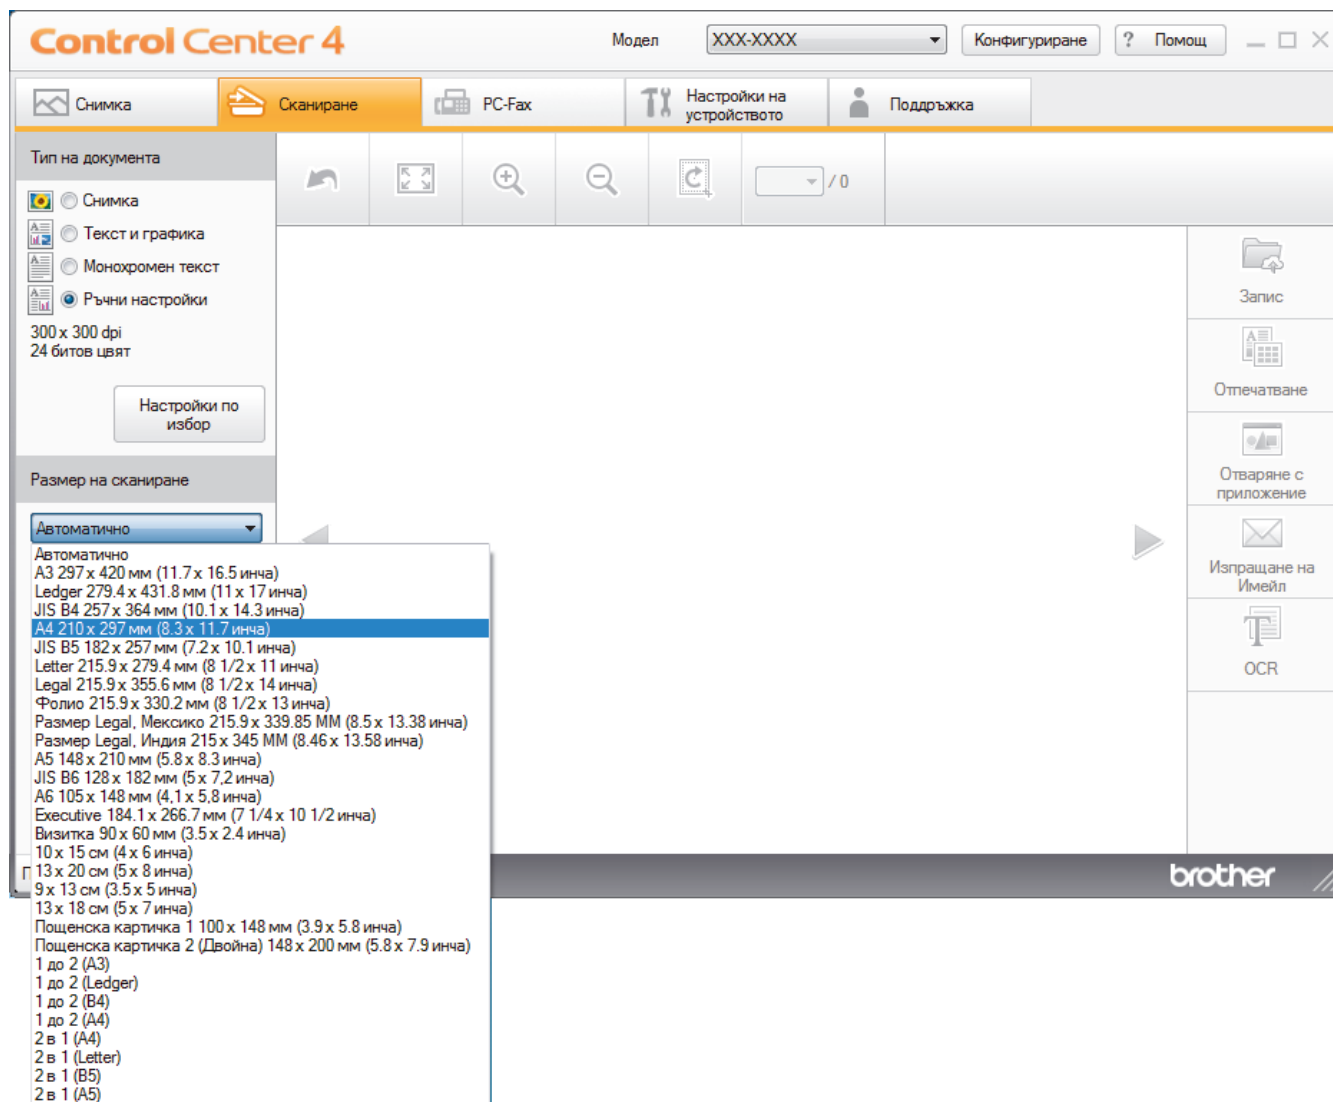 Control Center 4
Модел
XXX-XXXX
Конфигуриране
? Помощ
Снимка
Сканиране
PC-Fax
Настройки на
устройството
Поддръжка
Тип на документа
/ 0
Снимка
Текст и графика
Монохромен текст
Ръчни настройки
300 x 300 dpi
24 битов цвят
Настройки по
избор
Размер на сканиране
Автоматично
Автоматично
A3 297 x 420 мм (11.7 x 16.5 инча)
Ledger 279.4 x 431.8 мм (11 x 17 инча)
JIS B4 257 x 364 мм (10.1 x 14.3 инча)
A4 210 x 297 мм (8.3 x 11.7 инча)
JIS B5 182 x 257 мм (7.2 x 10.1 инча)
Letter 215.9 x 279.4 мм (8 1/2 x 11 инча)
Legal 215.9 x 355.6 мм (8 1/2 x 14 инча)
Фолио 215.9 x 330.2 мм (8 1/2 x 13 инча)
Размер Legal, Мексико 215.9 x 339.85 ММ (8.5 x 13.38 инча)
Размер Legal, Индия 215 x 345 ММ (8.46 x 13.58 инча)
A5 148 x 210 мм (5.8 x 8.3 инча)
JIS B6 128 x 182 мм (5 x 7,2 инча)
A6 105 x 148 мм (4,1 x 5,8 инча)
Executive 184.1 x 266.7 мм (7 1/4 x 10 1/2 инча)
Визитка 90 x 60 мм (3.5 x 2.4 инча)
10 x 15 см (4 x 6 инча)
13 x 20 см (5 x 8 инча)
9 x 13 см (3.5 x 5 инча)
13 x 18 см (5 x 7 инча)
Пощенска картичка 1 100 x 148 мм (3.9 x 5.8 инча)
Пощенска картичка 2 (Двойна) 148 x 200 мм (5.8 x 7.9 инча)
1 до 2 (A3)
1 до 2 (Ledger)
1 до 2 (B4)
1 до 2 (A4)
2 в 1 (A4)
2 в 1 (Letter)
2 в 1 (B5)
2 в 1 (A5)
Запис
Отпечатване
Отваряне с
приложение
Изпращане на
Имейл
OCR
brother